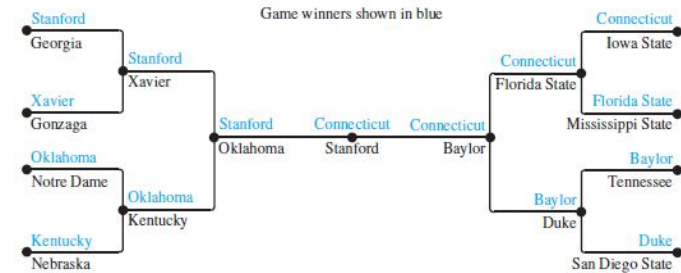 Game winners shown in blue
Stanford
Georgia
Stanford
Xavier
Xavier
Gonzaga
Stanford
Oklahoma
Oklahoma
Notre Dame
Oklahoma
Kentucky
Kentucky
Nebraska
Connecticut
Stanford
Connecticut
Baylor
Connecticut
Florida State
Connecticut
Iowa State
Florida State
Mississippi State
Baylor
Duke
Baylor
Tennessee
Duke
San Diego State